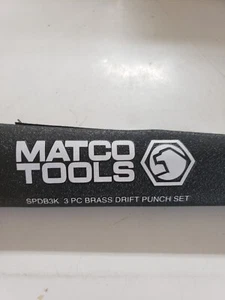 MATCO
TOOLS
SPDB3K 3 PC BRASS DRIFT PUNCH SET